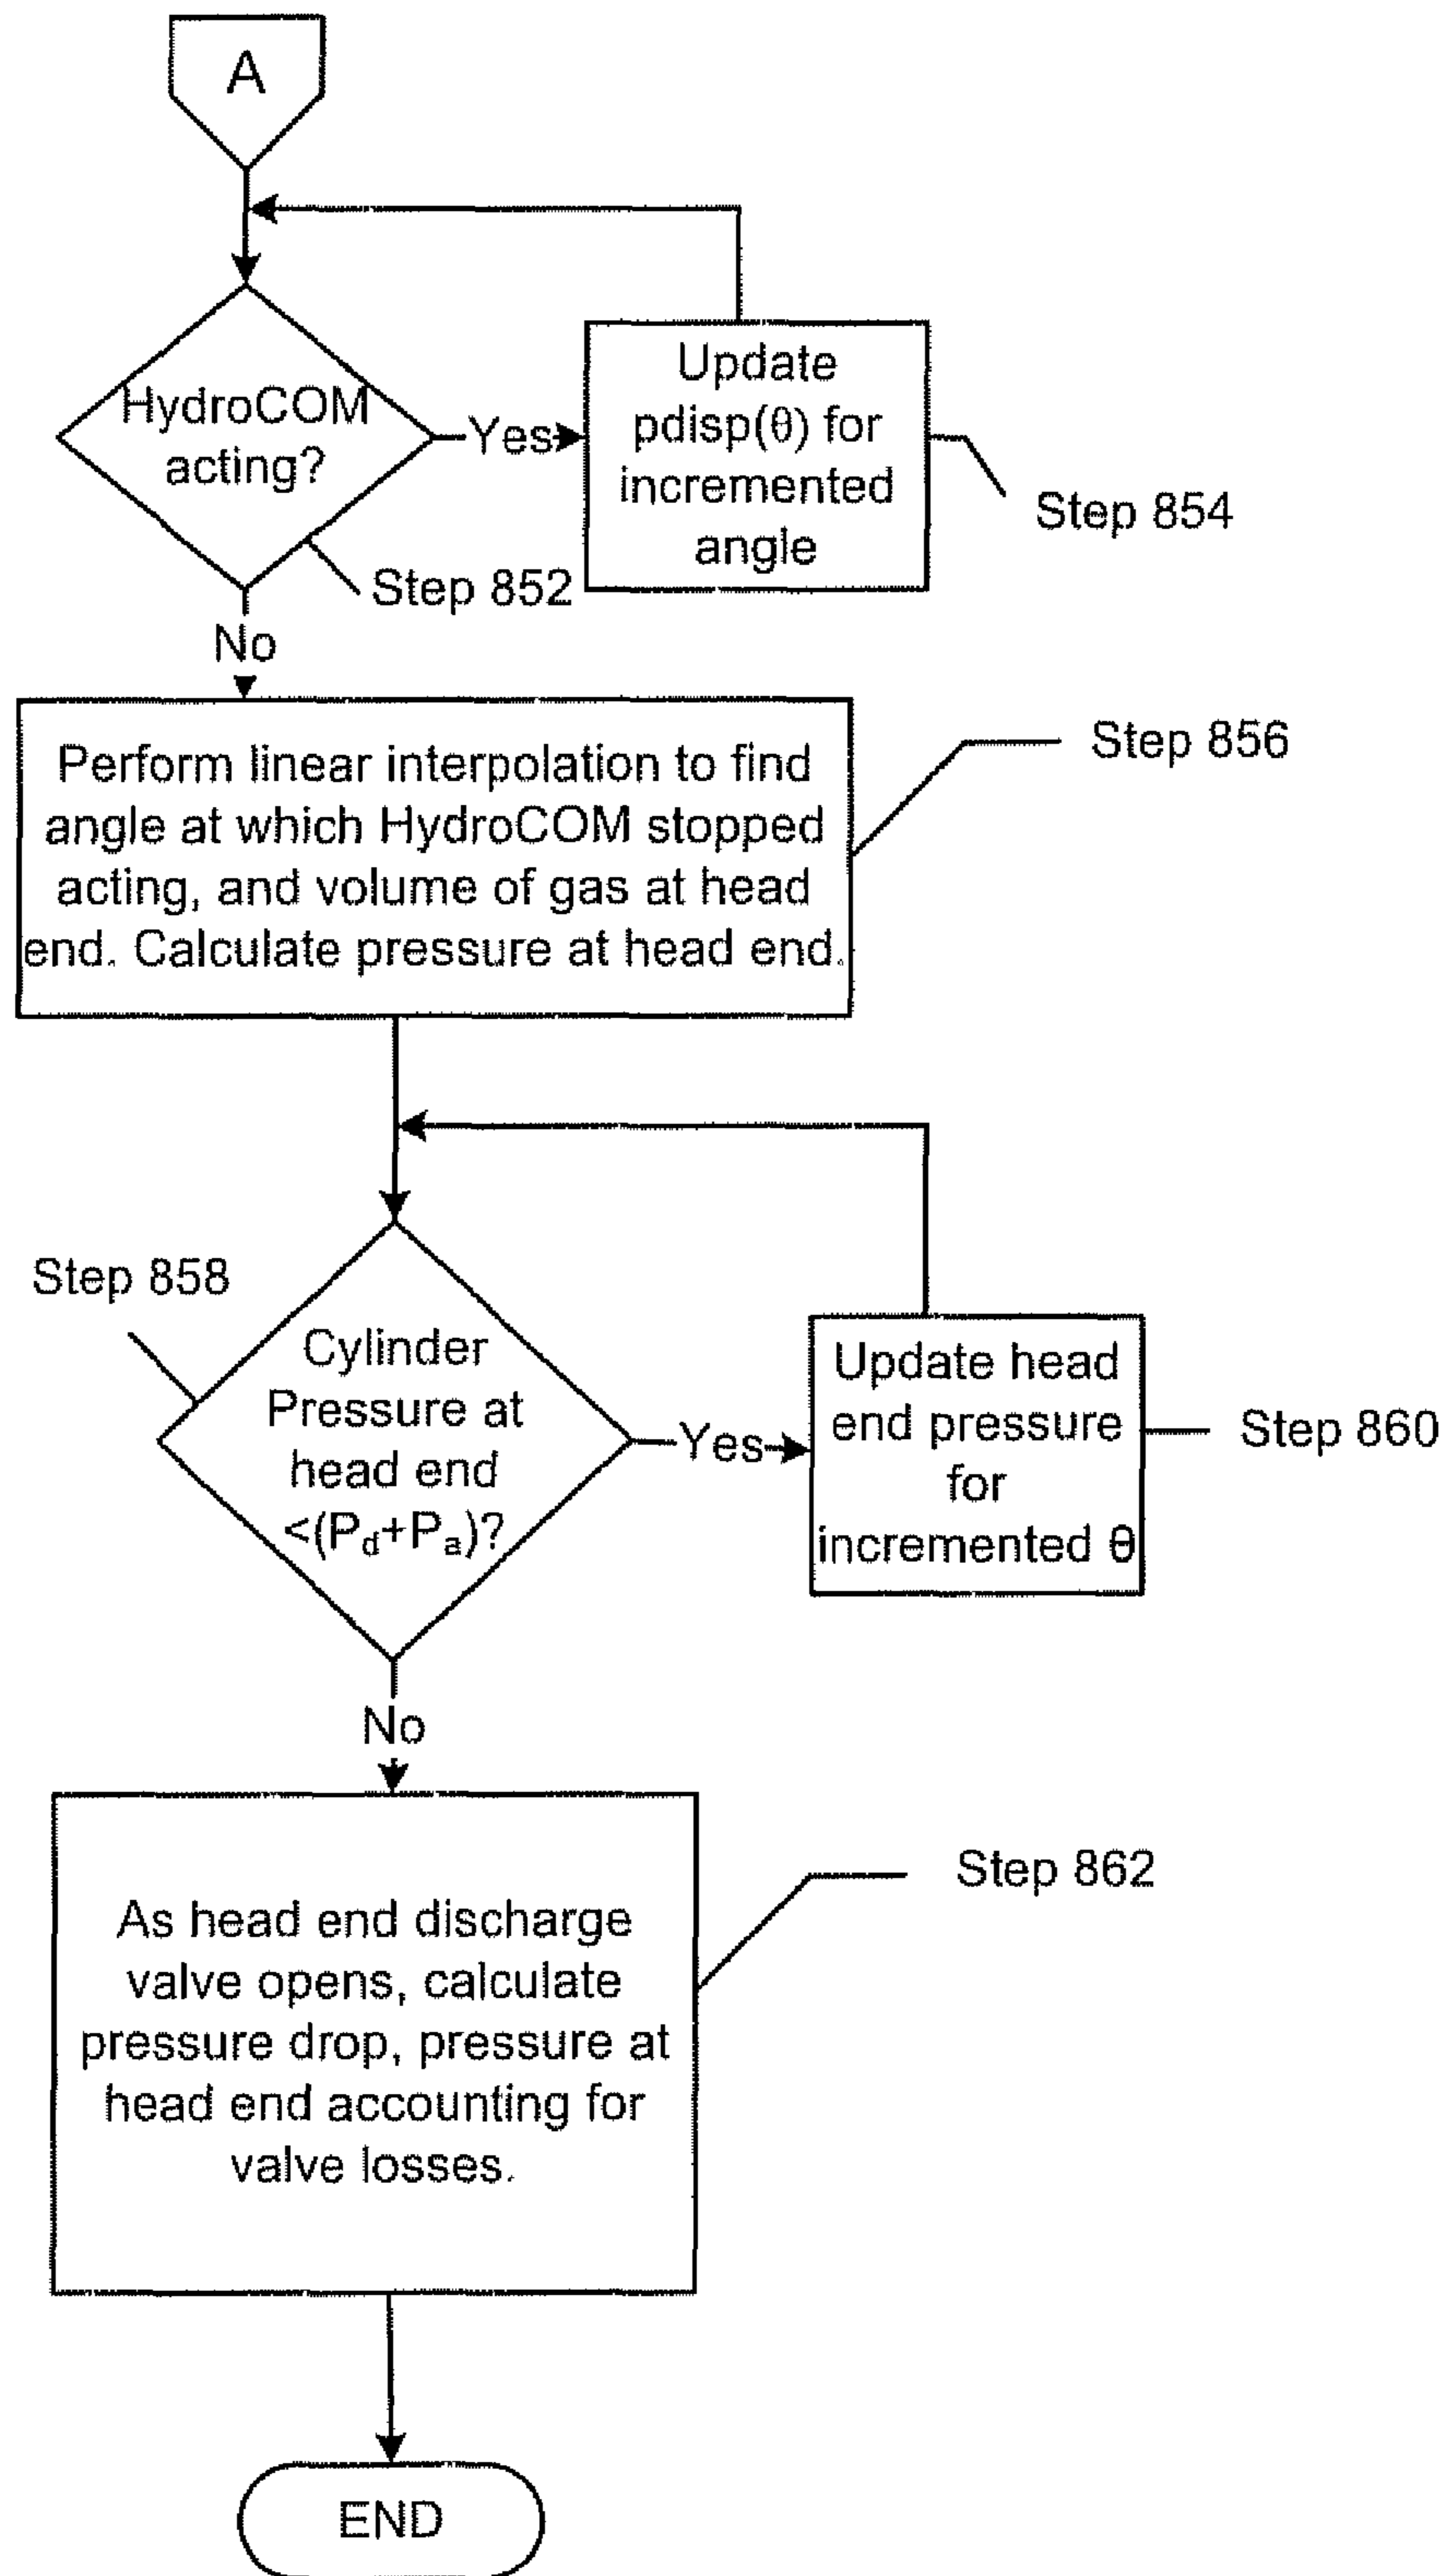 A
HydroCOM
acting?
Yes
Update
pdisp(θ) for
incremented
angle
Step 854
Step 852
No
Perform linear interpolation to find
angle at which HydroCOM stopped
acting, and volume of gas at head
end. Calculate pressure at head end.
Step 856
Step 858
Cylinder
Pressure at
head end
<(Pd+Pa)?
Yes
Update head
end pressure
for
incremented θ
Step 860
No
As head end discharge
valve opens, calculate
pressure drop, pressure at
head end accounting for
valve losses.
Step 862
END